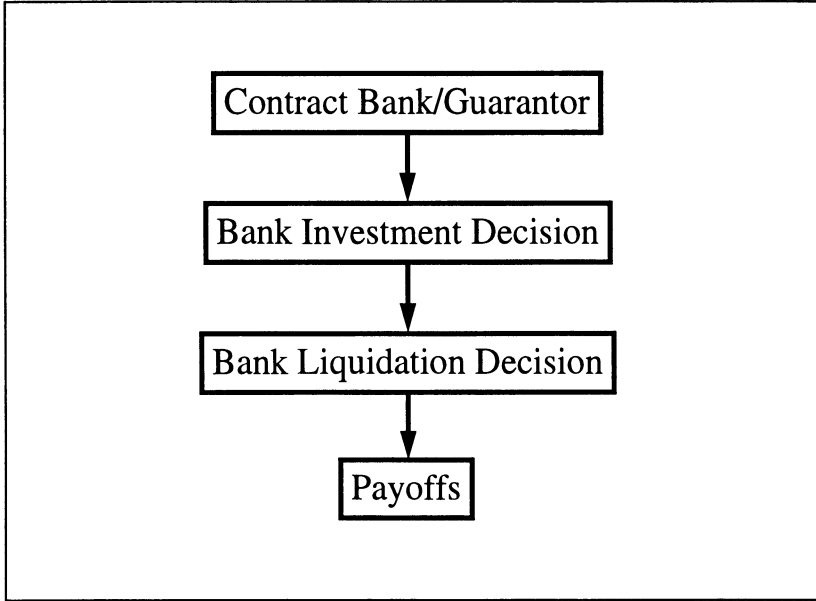 Contract Bank/Guarantor
Bank Investment Decision
Bank Liquidation Decision
Payoffs